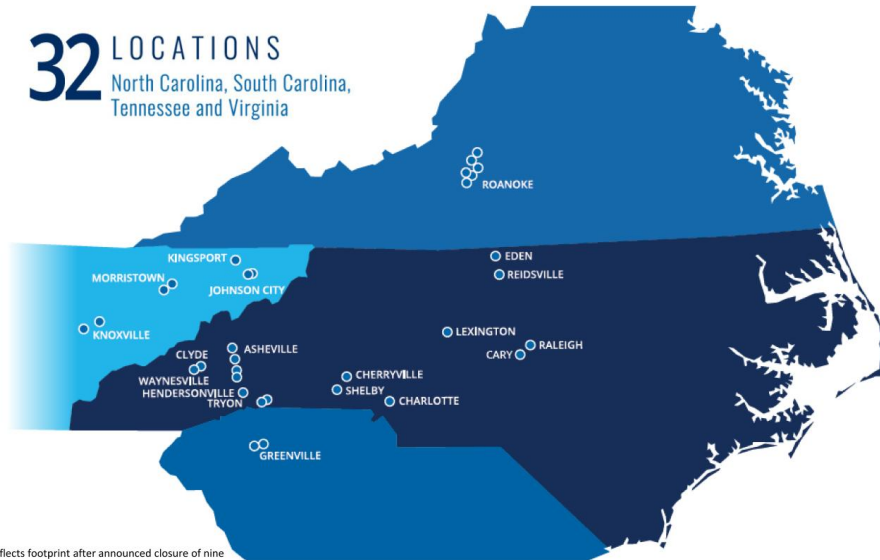 32 LOCATIONS
North Carolina, South Carolina,
Tennessee and Virginia
ROANOKE
KINGSPORT
EDEN
MORRISTOWN
REIDSVILLE
JOHNSON CITY
KNOXVILLE
LEXINGTON
RALEIGH
ASHEVILLE
CLYDE
CARY
WAYNESVILLE
CHERRYVILLE
HENDERSONVILLE
SHELBY
TRYON
CHARLOTTE
GREENVILLE
flects footprint after announced closure of nine